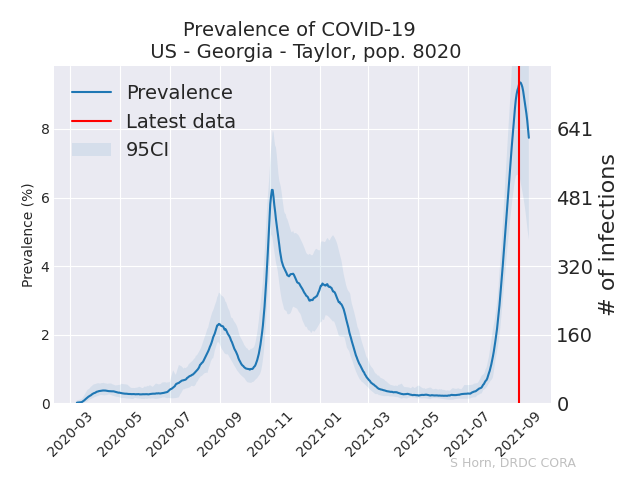 Prevalence of COVID-19
US - Georgia - Taylor, pop. 8020
Prevalence
Latest data
95CI
Prevalence (%)
8
6
4
2
0
641
481
320
160
0
# of infections
2020-03
2020-05
2020-07
2020-09
2020-11
2021-01
2021-03
2021-05
2021-07
2021-09
S Horn, DRDC CORA